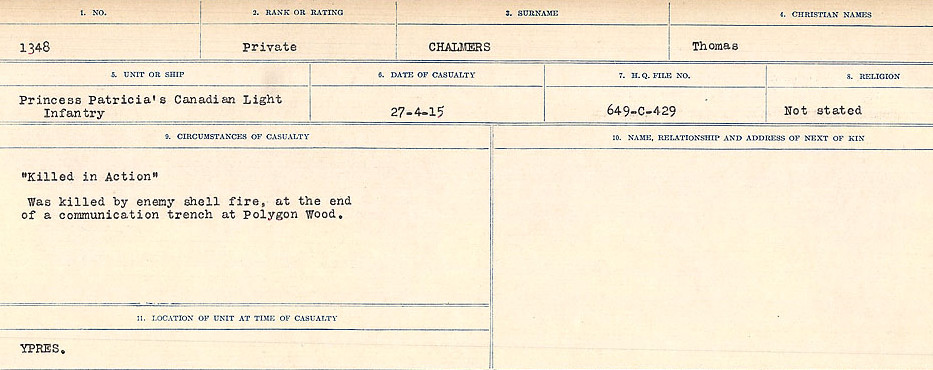 1. NO. 2. RANK OR RATING 3. SURNAME 4. CHRISTIAN NAMES
1348 Private CHALMERS Thomas
5. UNIT OR SHIP 6. DATE OF CASUALTY 7. H.Q. FILE NO. 8. RELIGION
Princess Patricia's Canadian Light
Infantry 27-4-15 649-C-429 Not stated
9. CIRCUMSTANCES OF CASUALTY 10. NAME, RELATIONSHIP AND ADDRESS OF NEXT OF KIN
"Killed in Action"
Was killed by enemy shell fire, at the end
of a communication trench at Polygon Wood.
11. LOCATION OF UNIT AT TIME OF CASUALTY
YPRES.